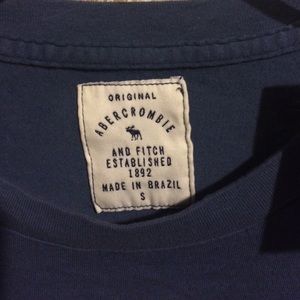 ORIGINAL
ABERCROMBIE
AND FITCH
ESTABLISHED
1892
MADE IN BRAZIL
S